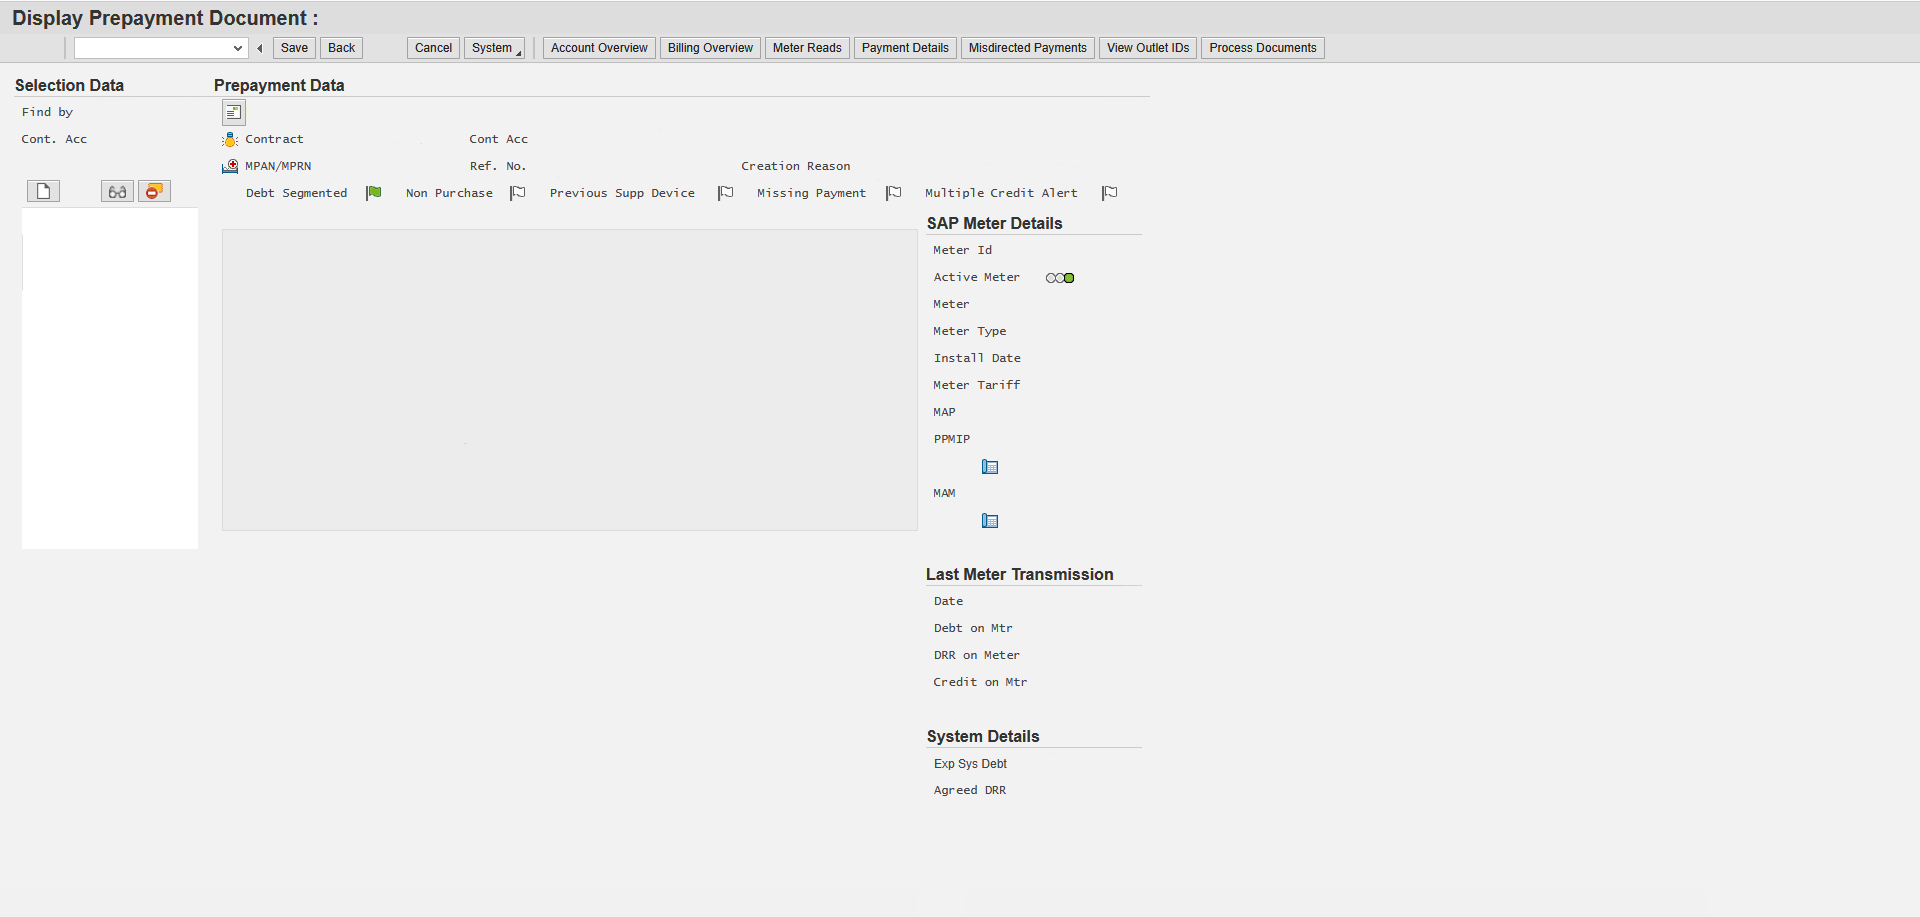 Display Prepayment Document :
Save Back Cancel System Account Overview Billing Overview Meter Reads Payment Details Misdirected Payments View Outlet IDs Process Documents
Selection Data
Find by
Cont. Acc
Prepayment Data
Contract Cont Acc
MPAN/MPRN Ref. No. Creation Reason
Debt Segmented Non Purchase Previous Supp Device Missing Payment Multiple Credit Alert
SAP Meter Details
Meter Id
Active Meter
Meter
Meter Type
Install Date
Meter Tariff
MAP
PPMIP
MAM
Last Meter Transmission
Date
Debt on Mtr
DRR on Meter
Credit on Mtr
System Details
Exp Sys Debt
Agreed DRR